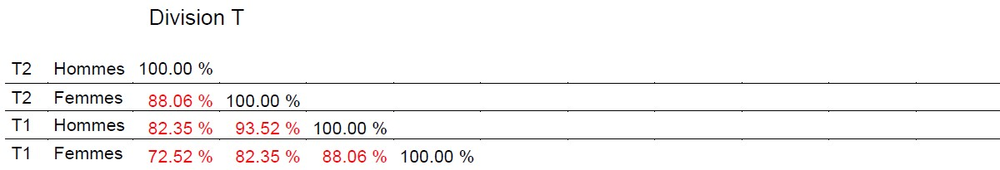 Division T
T2 Hommes 100.00 %
T2 Femmes 88.06 % 100.00 %
T1 Hommes 82.35 % 93.52 % 100.00 %
T1 Femmes 72.52 % 82.35 % 88.06 % 100.00 %